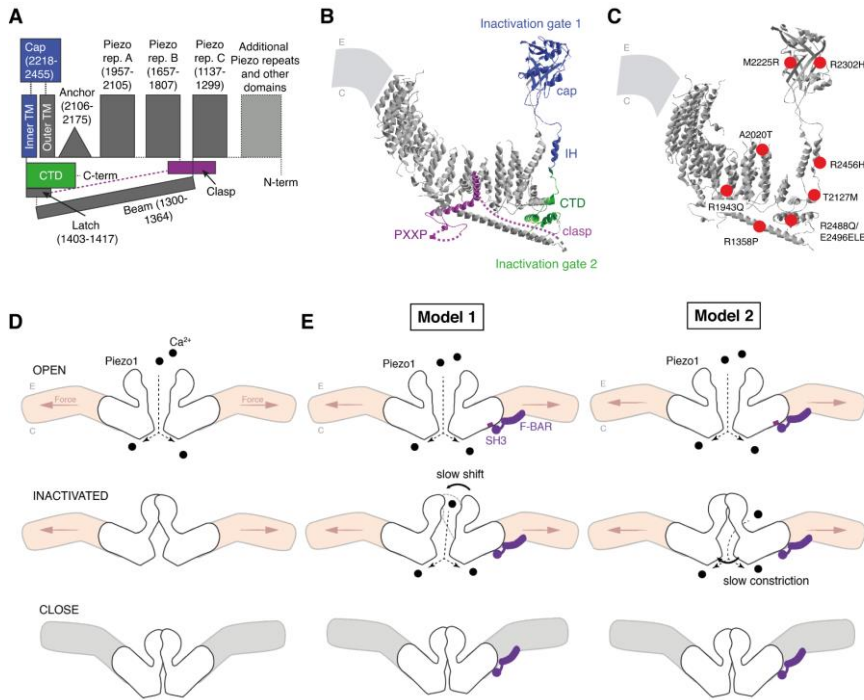 A
Cap
(2218-
2455)
Inner TM
Outer TM
Anchor
(2106-
2175)
Piezo
rep. A
(1957-
2105)
Piezo
rep. B
(1657-
1807)
Piezo
rep. C
(1137-
1299)
Additional
Piezo repeats
and other
domains
CTD
C-term
N-term
Clasp
Latch
(1403-1417)
Beam (1300-
1364)
B
Inactivation gate 1
E
C
cap
IH
CTD
clasp
PXXP
Inactivation gate 2
C
E
C
M2225R
R2302H
A2020T
R2456H
R1943Q
T2127M
R1358P
R2488Q/
E2496ELE
D
OPEN
Piezo1
Ca²⁺
E
C
Force
Force
INACTIVATED
CLOSE
E
Model 1
Piezo1
E
C
SH3
F-BAR
slow shift
Model 2
Piezo1
E
C
slow constriction